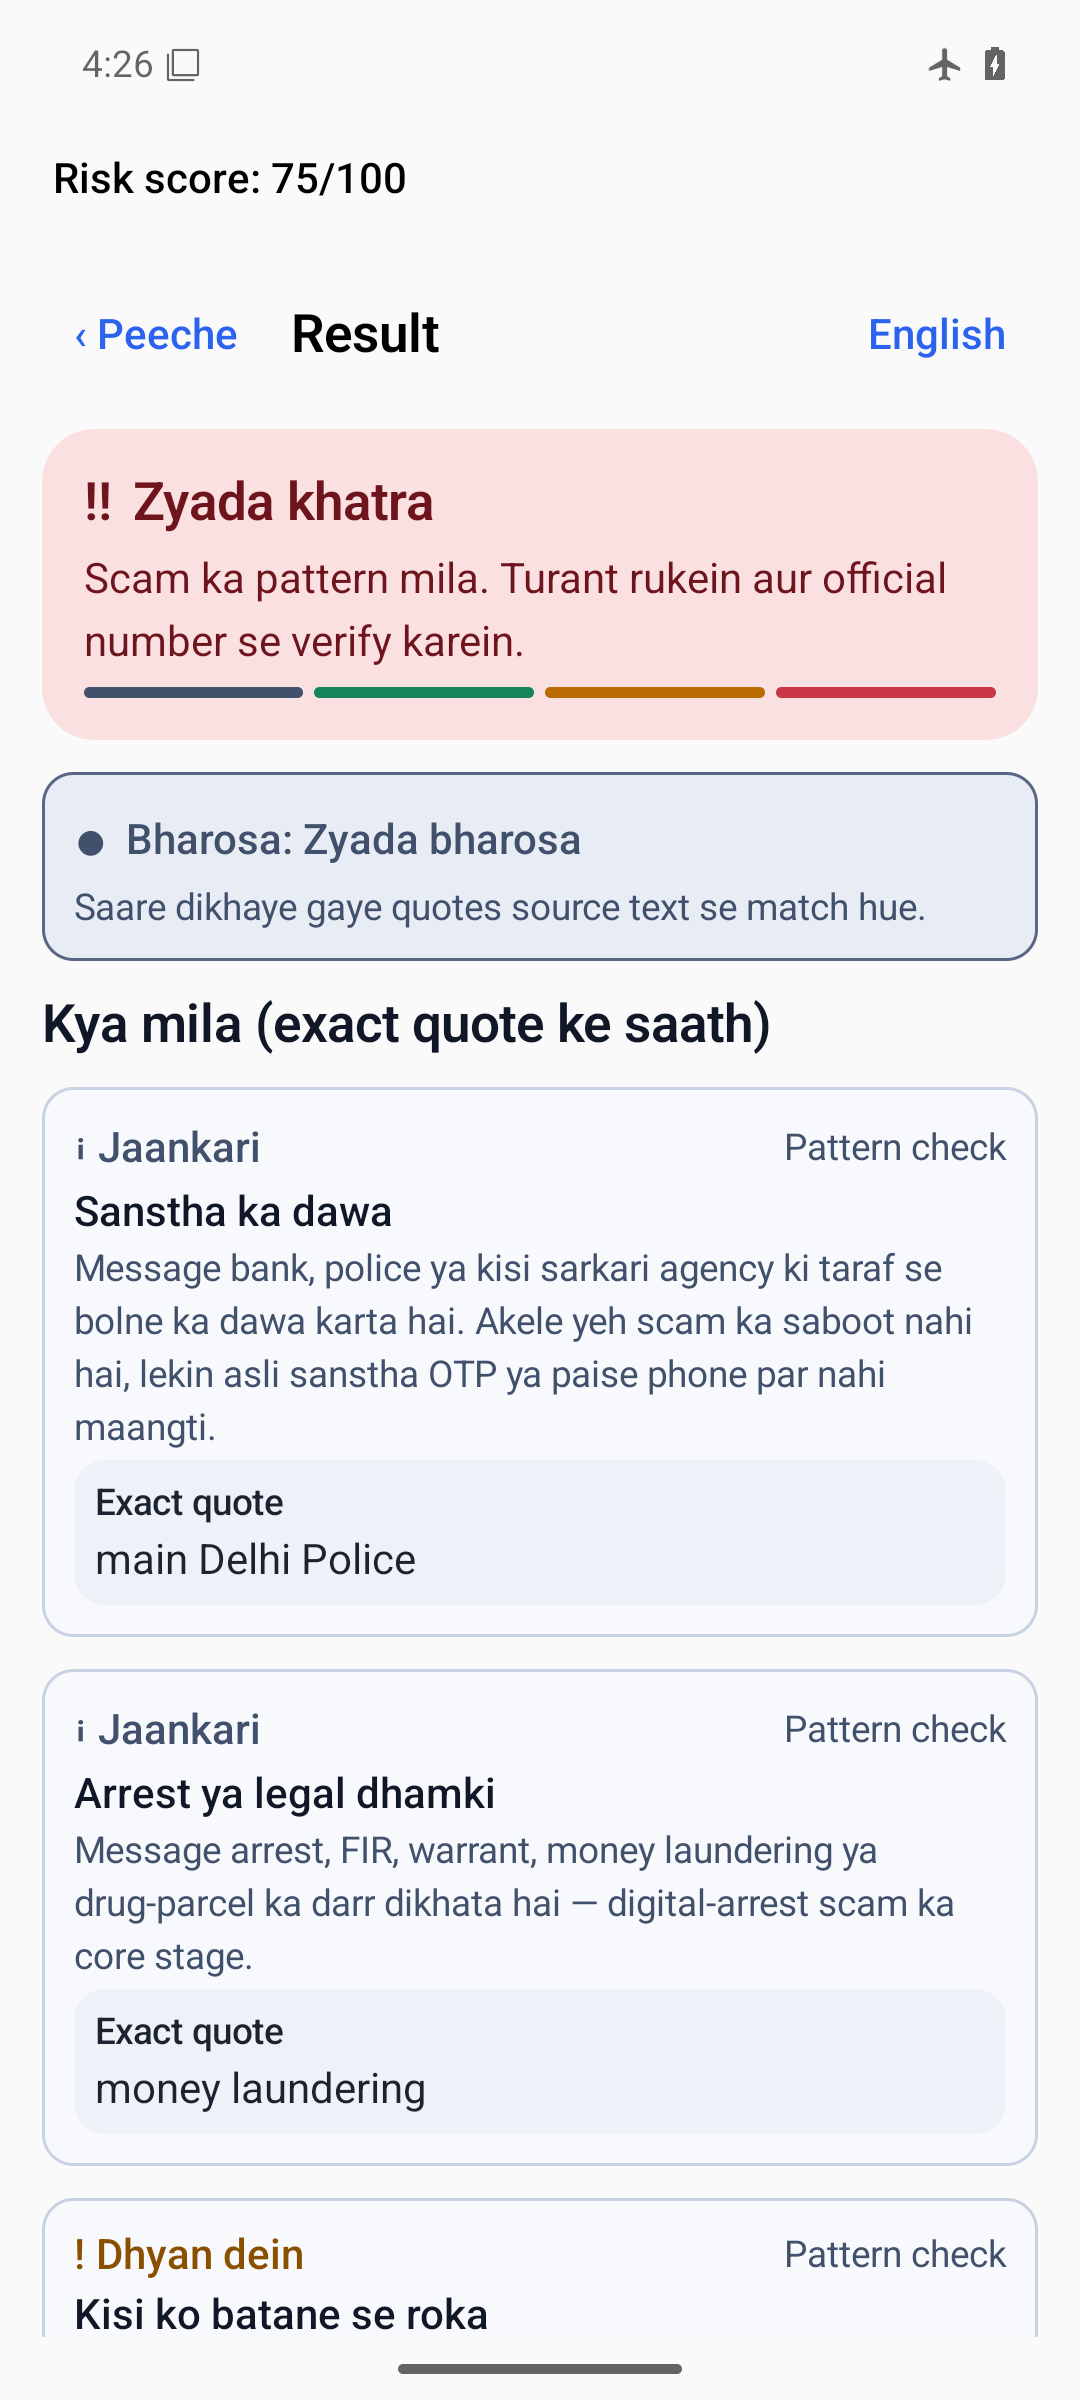 4:26
Risk score: 75/100
‹ Peeche
Result
English
!! Zyada khatra
Scam ka pattern mila. Turant rukein aur official
number se verify karein.
Bharosa: Zyada bharosa
Saare dikhaye gaye quotes source text se match hue.
Kya mila (exact quote ke saath)
i Jaankari
Pattern check
Sanstha ka dawa
Message bank, police ya kisi sarkari agency ki taraf se
bolne ka dawa karta hai. Akele yeh scam ka saboot nahi
hai, lekin asli sanstha OTP ya paise phone par nahi
maangti.
Exact quote
main Delhi Police
i Jaankari
Pattern check
Arrest ya legal dhamki
Message arrest, FIR, warrant, money laundering ya
drug-parcel ka darr dikhata hai — digital-arrest scam ka
core stage.
Exact quote
money laundering
! Dhyan dein
Pattern check
Kisi ko batane se roka